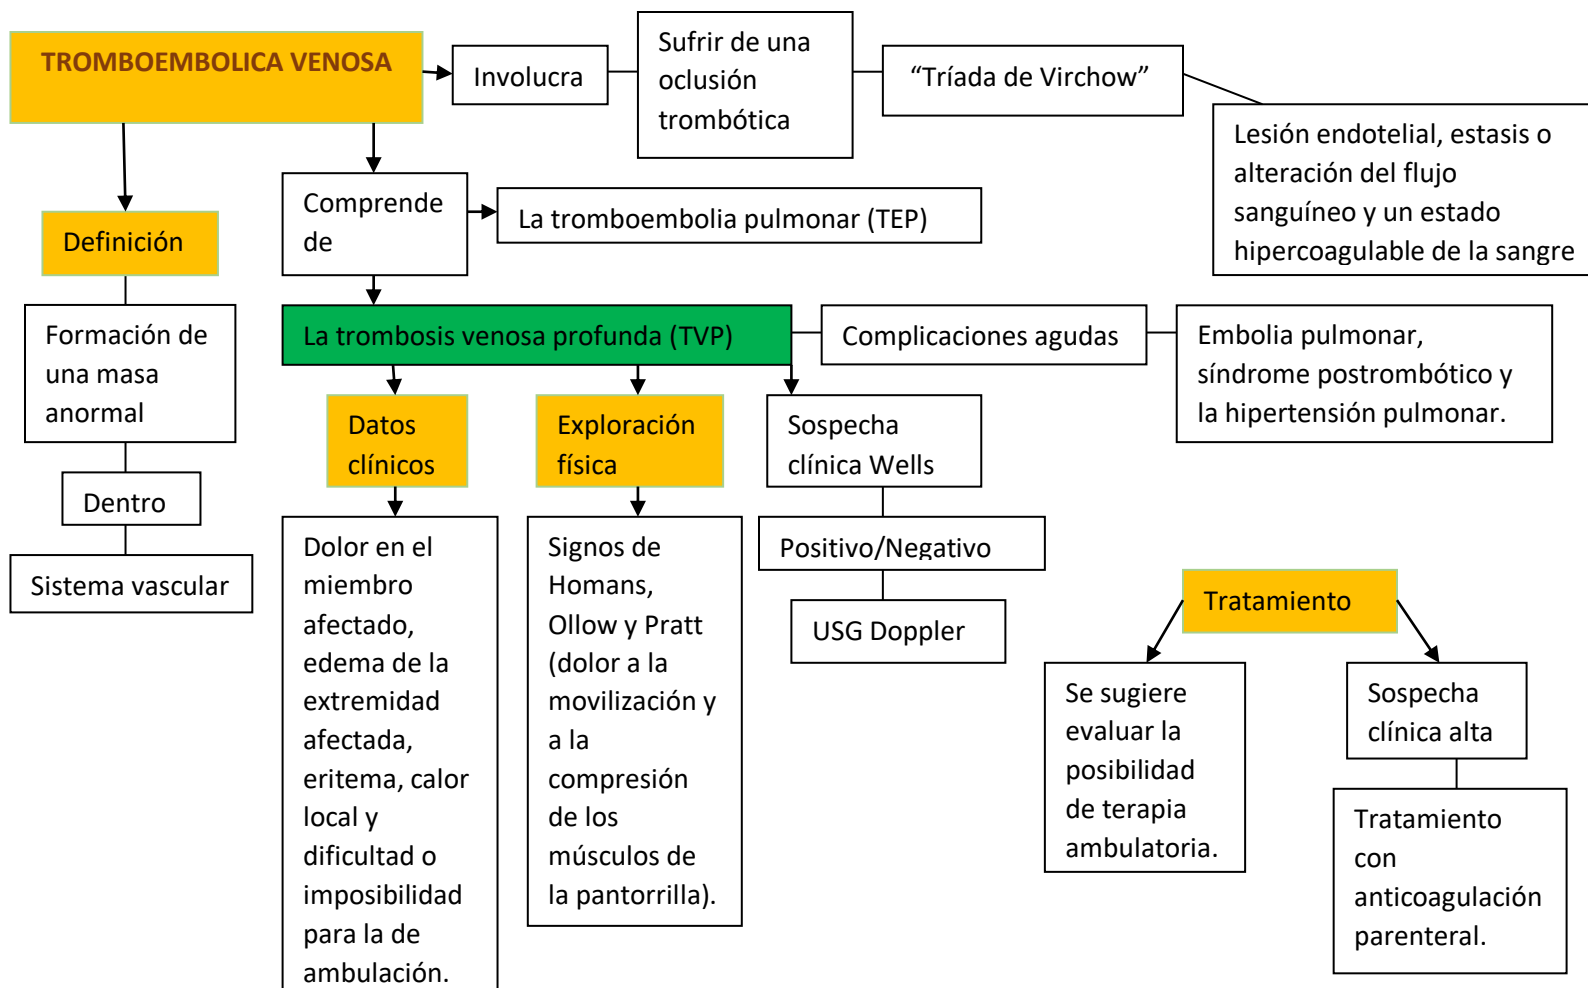 TROMBOEMBOLICA VENOSA
Involucra
Sufrir de una
oclusión
trombótica
“Tríada de Virchow”
Lesión endotelial, estasis o
alteración del flujo
sanguíneo y un estado
hipercoagulable de la sangre
Comprende
de
La tromboembolia pulmonar (TEP)
Definición
Formación de
una masa
anormal
Dentro
Sistema vascular
La trombosis venosa profunda (TVP)
Complicaciones agudas
Embolia pulmonar,
síndrome postrombótico y
la hipertensión pulmonar.
Datos
clínicos
Dolor en el
miembro
afectado,
edema de la
extremidad
afectada,
eritema, calor
local y
dificultad o
imposibilidad
para la de
ambulación.
Exploración
física
Signos de
Homans,
Ollow y Pratt
(dolor a la
movilización y
a la
compresión
de los
músculos de
la pantorrilla).
Sospecha
clínica Wells
Positivo/Negativo
USG Doppler
Tratamiento
Se sugiere
evaluar la
posibilidad
de terapia
ambulatoria.
Sospecha
clínica alta
Tratamiento
con
anticoagulación
parenteral.